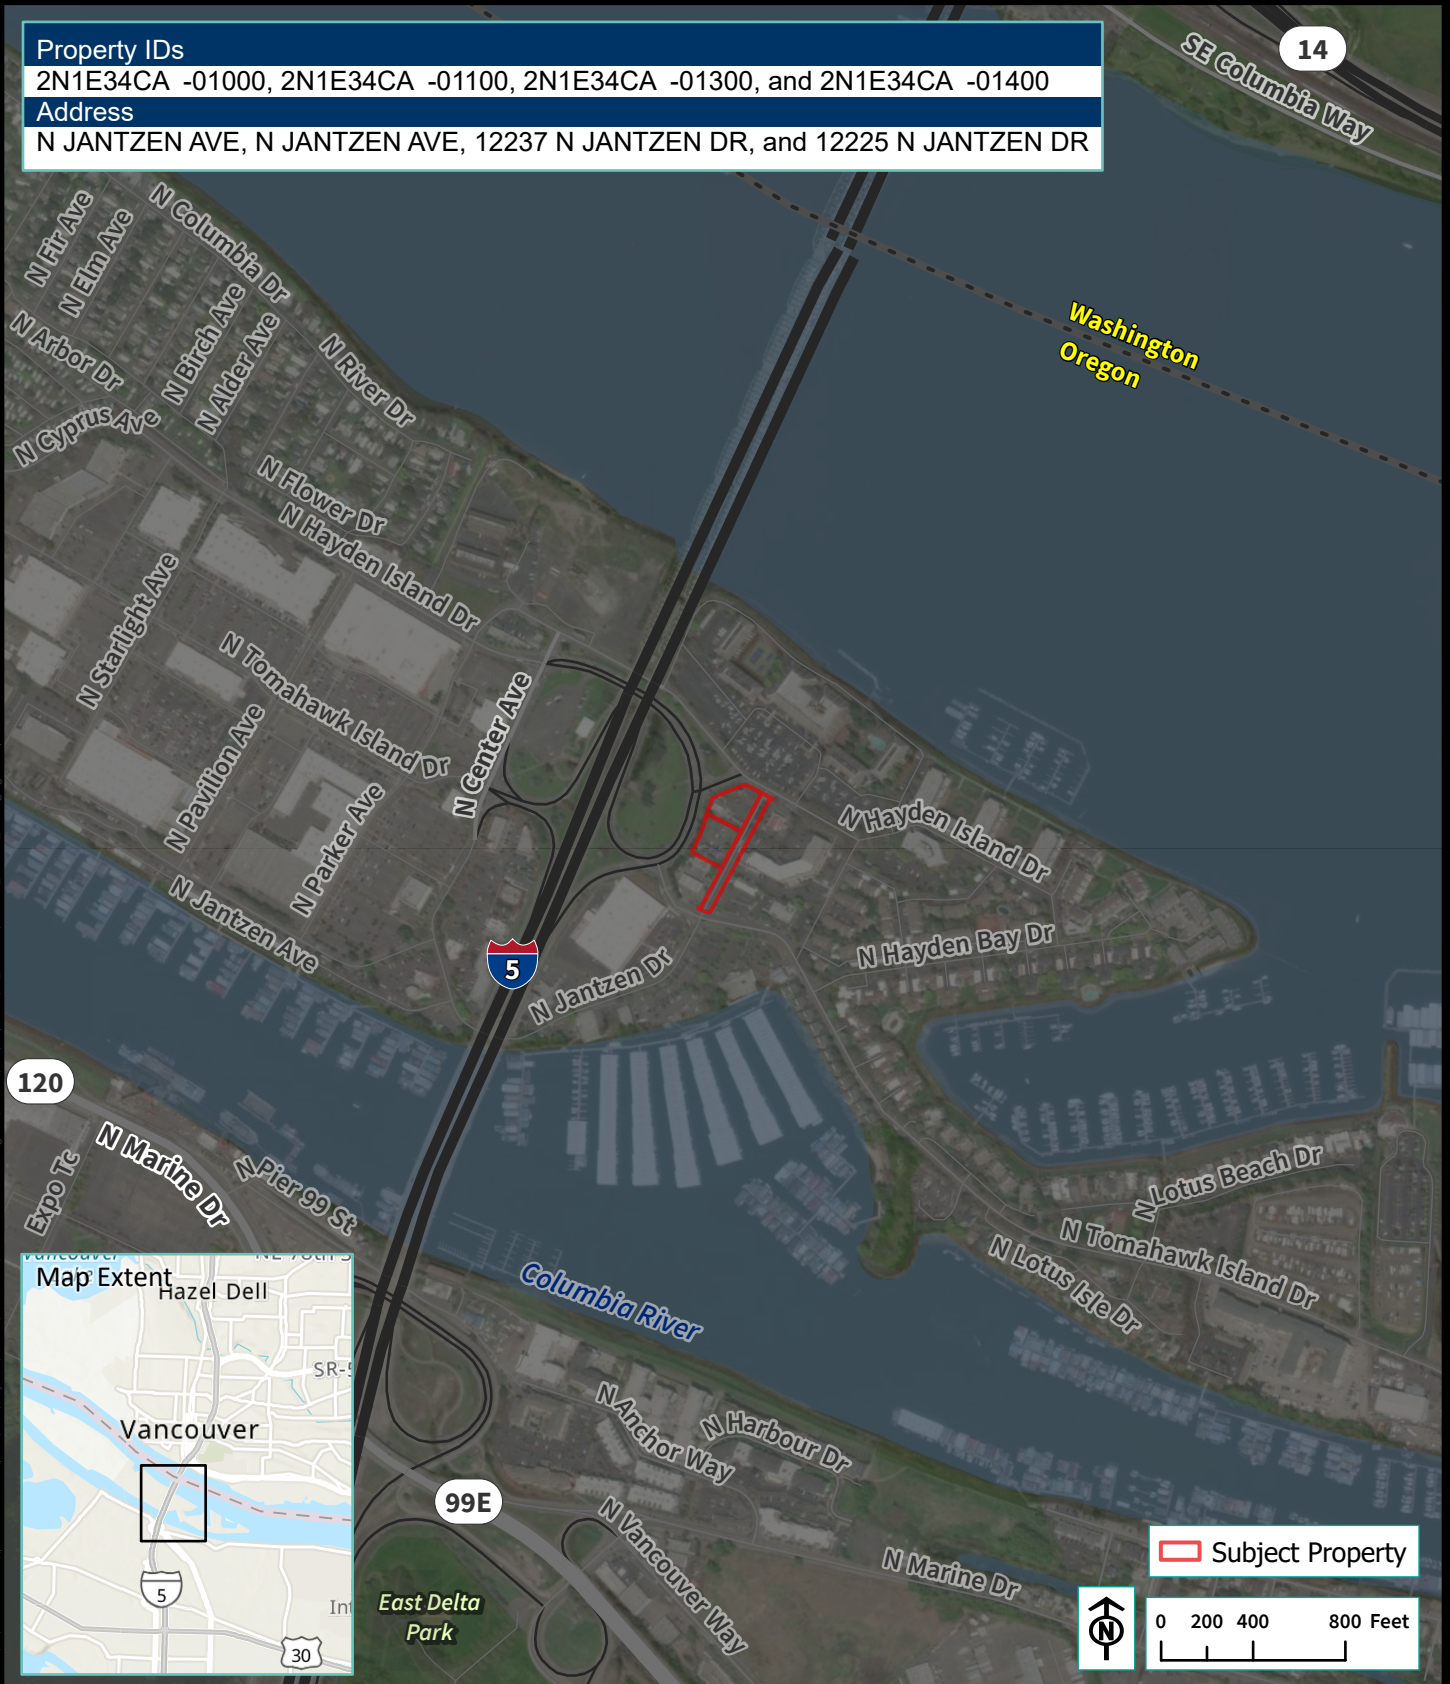 Property IDs
2N1E34CA -01000, 2N1E34CA -01100, 2N1E34CA -01300, and 2N1E34CA -01400
Address
N JANTZEN AVE, N JANTZEN AVE, 12237 N JANTZEN DR, and 12225 N JANTZEN DR
14
SE Columbia Way
N Fir Ave
N Elm Ave
N Columbia Dr
N Arbor Dr
N Birch Ave
N Alder Ave
N River Dr
N Cyprus Ave
Washington
Oregon
N Flower Dr
N Hayden Island Dr
N Starlight Ave
N Tomahawk Island Dr
N Center Ave
N Pavilion Ave
N Parker Ave
N Jantzen Ave
N Hayden Island Dr
N Hayden Bay Dr
5
N Jantzen Dr
120
N Marine Dr
N Pier 99 St
Expo Tc
N Lotus Beach Dr
N Tomahawk Island Dr
N Lotus Isle Dr
Columbia River
Vancouver
Map Extent
Hazel Dell
SR-5
Vancouver
5
30
Int
N Anchor Way
N Harbour Dr
99E
N Vancouver Way
N Marine Dr
East Delta
Park
Subject Property
N
0 200 400 800 Feet